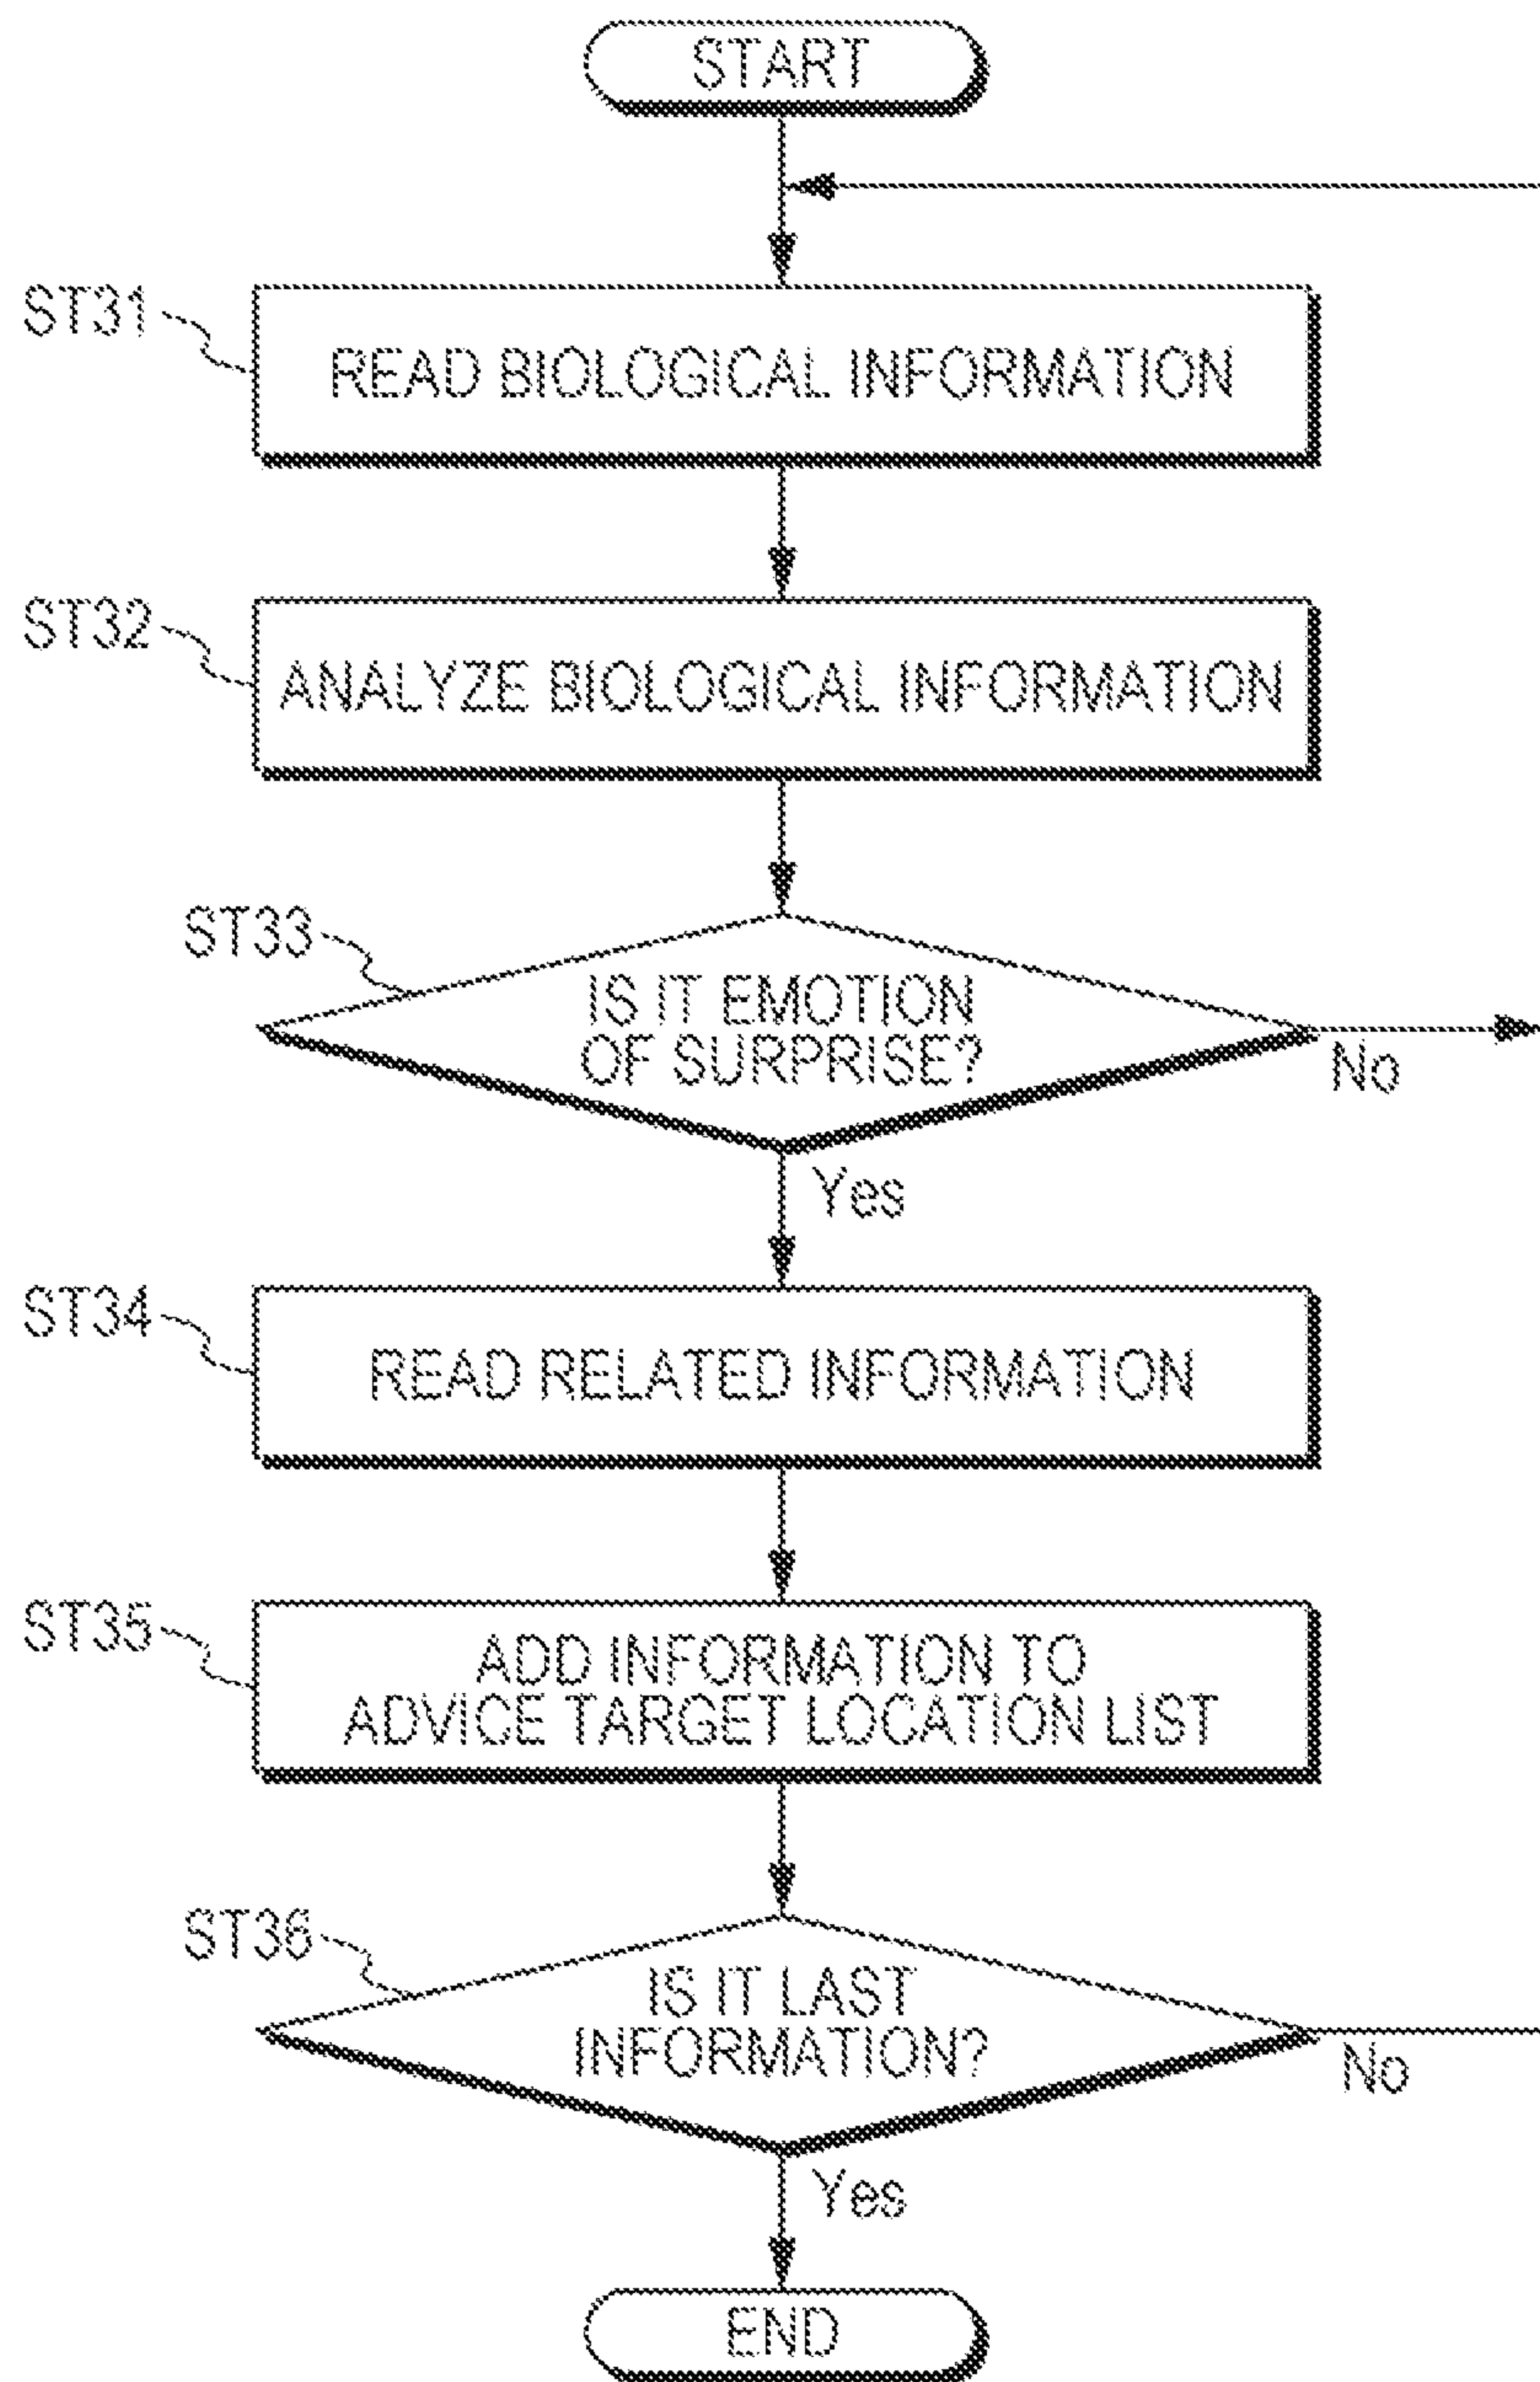 START
ST31
READ BIOLOGICAL INFORMATION
ST32
ANALYZE BIOLOGICAL INFORMATION
ST33
IS IT EMOTION
OF SURPRISE?
No
Yes
ST34
READ RELATED INFORMATION
ST35
ADD INFORMATION TO
ADVICE TARGET LOCATION LIST
ST36
IS IT LAST
INFORMATION?
No
Yes
END